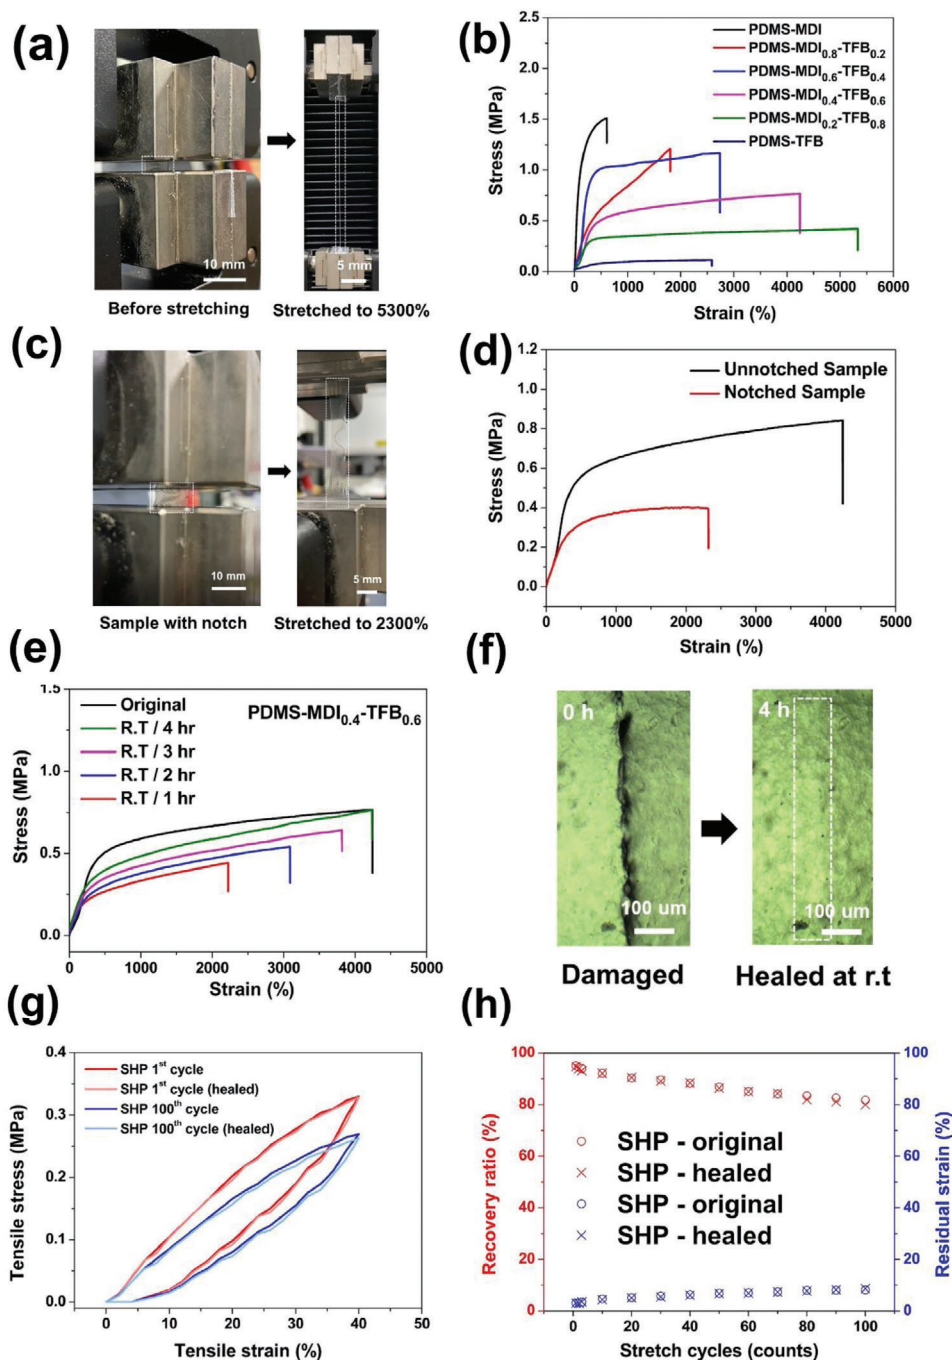 (a)
10 mm
5 mm
Before stretching
Stretched to 5300%
(b)
Stress (MPa)
2.5
2.0
1.5
1.0
0.5
0.0
PDMS-MDI
PDMS-MDI0.8-TFB0.2
PDMS-MDI0.6-TFB0.4
PDMS-MDI0.4-TFB0.6
PDMS-MDI0.2-TFB0.8
PDMS-TFB
0 1000 2000 3000 4000 5000 6000
Strain (%)
(c)
10 mm
5 mm
Sample with notch
Stretched to 2300%
(d)
Stress (MPa)
1.2
1.0
0.8
0.6
0.4
0.2
0.0
Unnotched Sample
Notched Sample
0 1000 2000 3000 4000 5000
Strain (%)
(e)
Stress (MPa)
1.5
1.0
0.5
0.0
Original
R.T / 4 hr
R.T / 3 hr
R.T / 2 hr
R.T / 1 hr
PDMS-MDI0.4-TFB0.6
0 1000 2000 3000 4000 5000
Strain (%)
(f)
0 h
100 um
4 h
100 um
Damaged
Healed at r.t
(g)
Tensile stress (MPa)
0.4
0.3
0.2
0.1
0.0
SHP 1st cycle
SHP 1st cycle (healed)
SHP 100th cycle
SHP 100th cycle (healed)
0 10 20 30 40 50
Tensile strain (%)
(h)
Recovery ratio (%)
100
80
60
40
20
0
SHP - original
SHP - healed
SHP - original
SHP - healed
100
80
60
40
20
0
Residual strain (%)
0 20 40 60 80 100
Stretch cycles (counts)